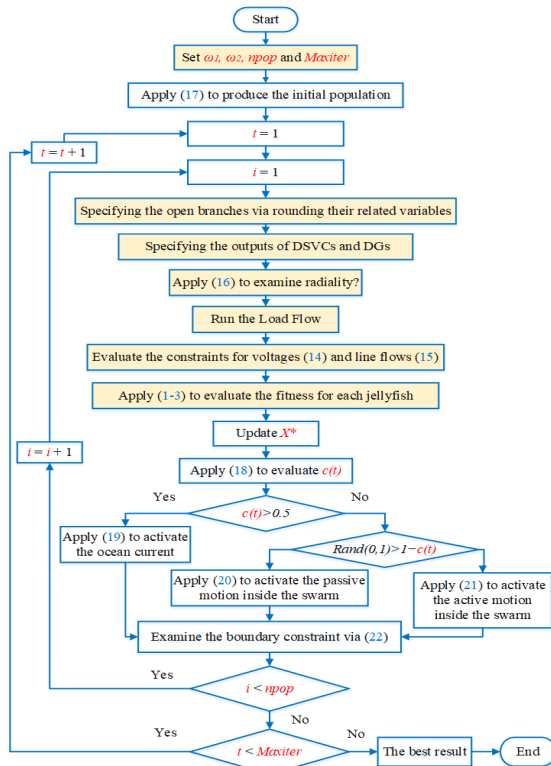 Start
Set ω1, ω2, npop and Maxiter
Apply (17) to produce the initial population
t = t + 1
t = 1
i = 1
Specifying the open branches via rounding their related variables
Specifying the outputs of DSVCs and DGs
Apply (16) to examine radiality?
Run the Load Flow
Evaluate the constraints for voltages (14) and line flows (15)
Apply (1-3) to evaluate the fitness for each jellyfish
Update X*
i = i + 1
Apply (18) to evaluate c(t)
Yes
No
c(t)>0.5
Apply (19) to activate
the ocean current
Rand(0,1)>1−c(t)
Apply (20) to activate the passive
motion inside the swarm
Apply (21) to activate
the active motion
inside the swarm
Examine the boundary constraint via (22)
Yes
i < npop
No
Yes
t < Maxiter
No
The best result
End